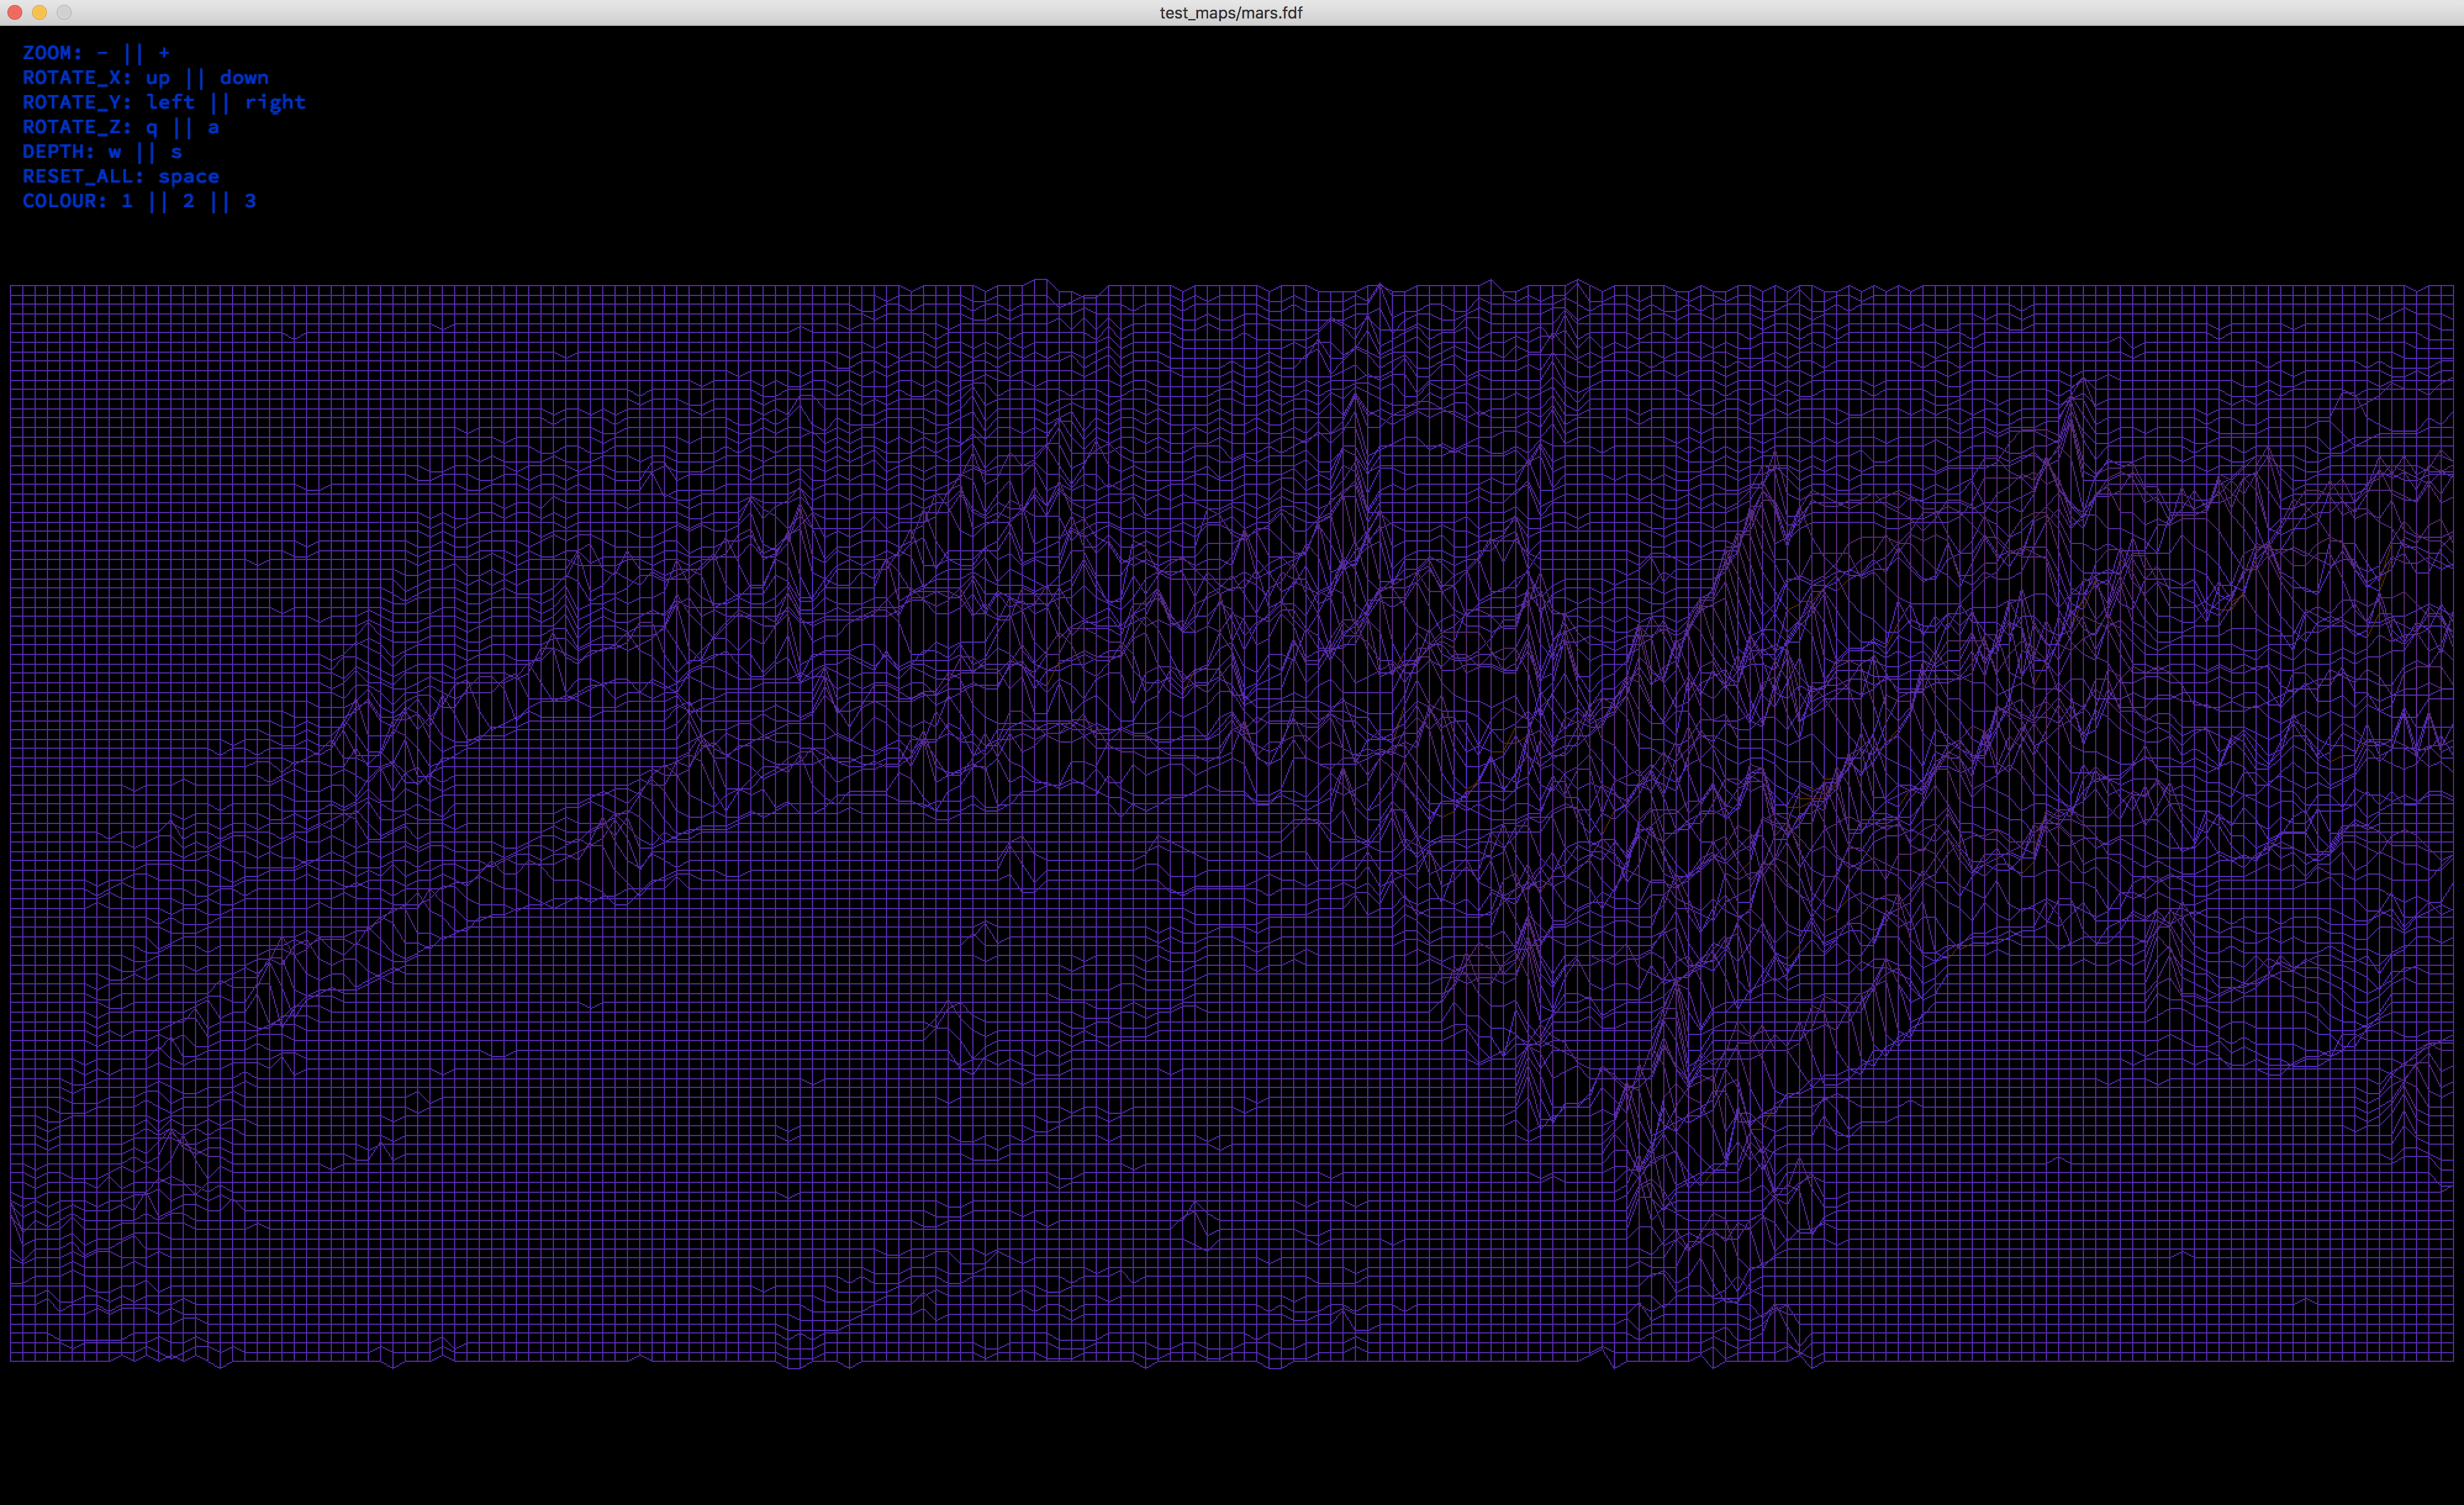 test_maps/mars.fdf
ZOOM: - || +
ROTATE_X: up || down
ROTATE_Y: left || right
ROTATE_Z: q || a
DEPTH: w || s
RESET_ALL: space
COLOUR: 1 || 2 || 3